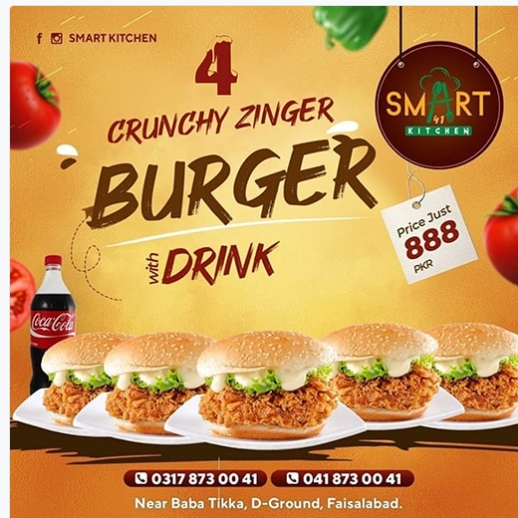 SMART KITCHEN
4
CRUNCHY ZINGER
BURGER
with DRINK
SMART
41
KITCHEN
Price Just
888
PKR
Coca-Cola
0317 873 00 41
041 873 00 41
Near Baba Tikka, D-Ground, Faisalabad.